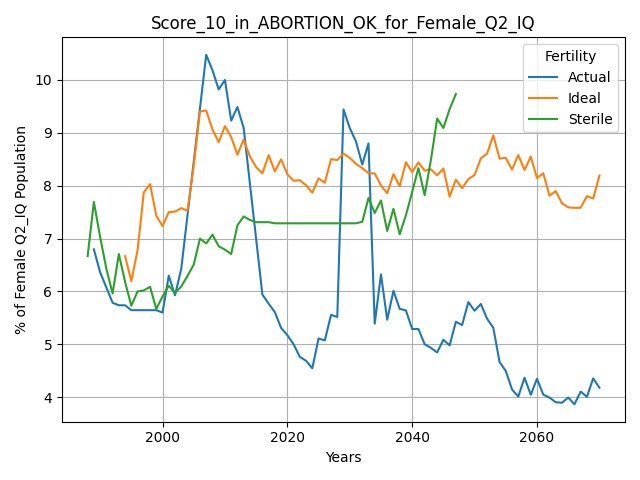 Score_10_in_ABORTION_OK_for_Female_Q2_IQ
Fertility
Actual
Ideal
Sterile
% of Female Q2_IQ Population
10
9
8
7
6
5
4
2000 2020 2040 2060
Years